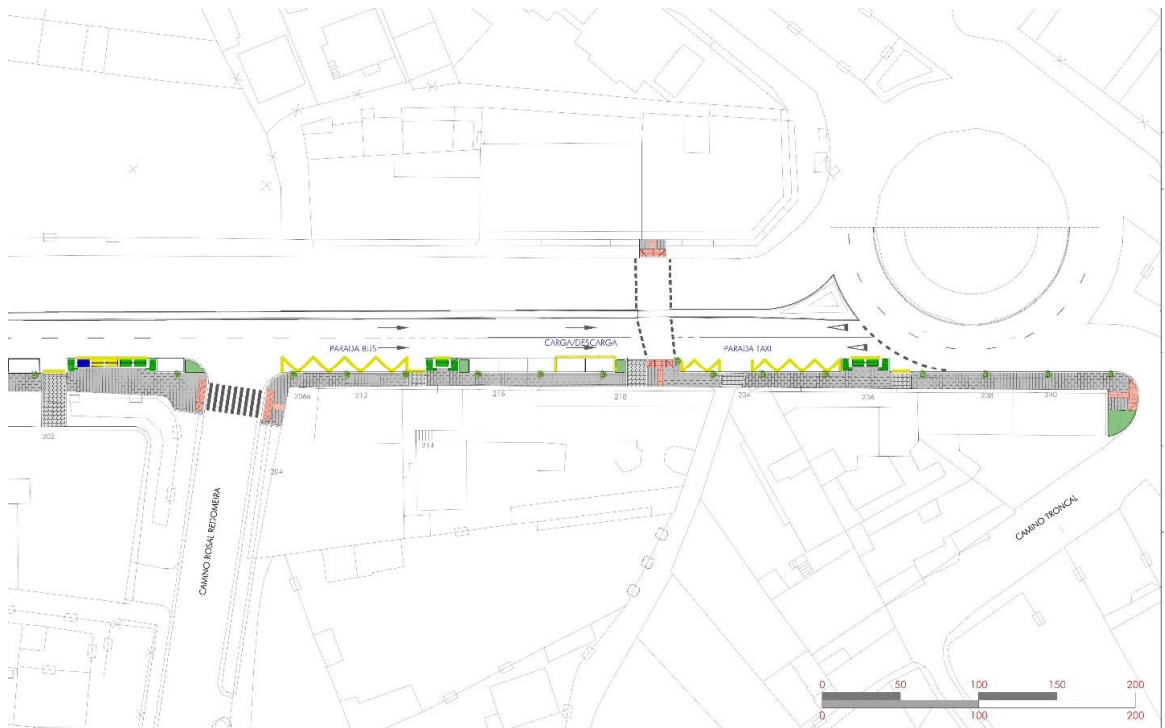 CARGA/DESCARGA
PARADA BUS
PARADA TAXI
206a
212
216
218
234
236
238
240
202
214
204
CAMINO ROSAL REDOMEIRA
CAMINO TRONCAL
0 50 100 150 200
0 100 200